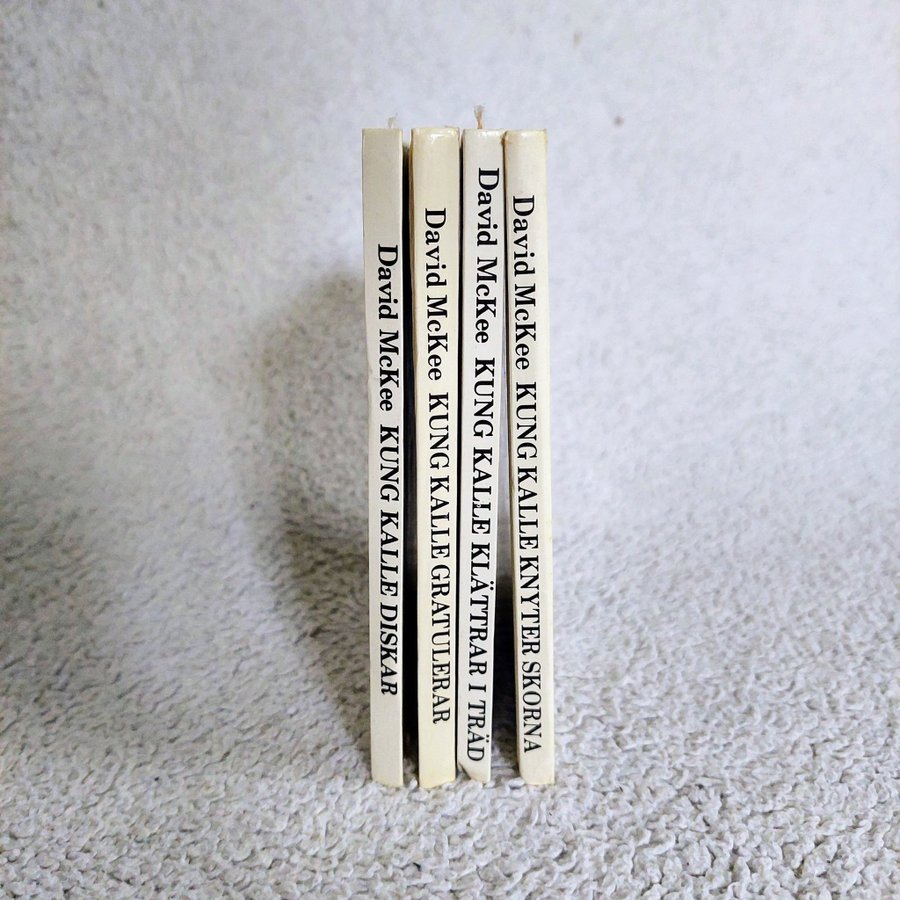 David McKee KUNG KALLE DISKAR
David McKee KUNG KALLE GRATULERAR
David McKee KUNG KALLE KLÄTTRAR I TRÄD
David McKee KUNG KALLE KNYTER SKORNA